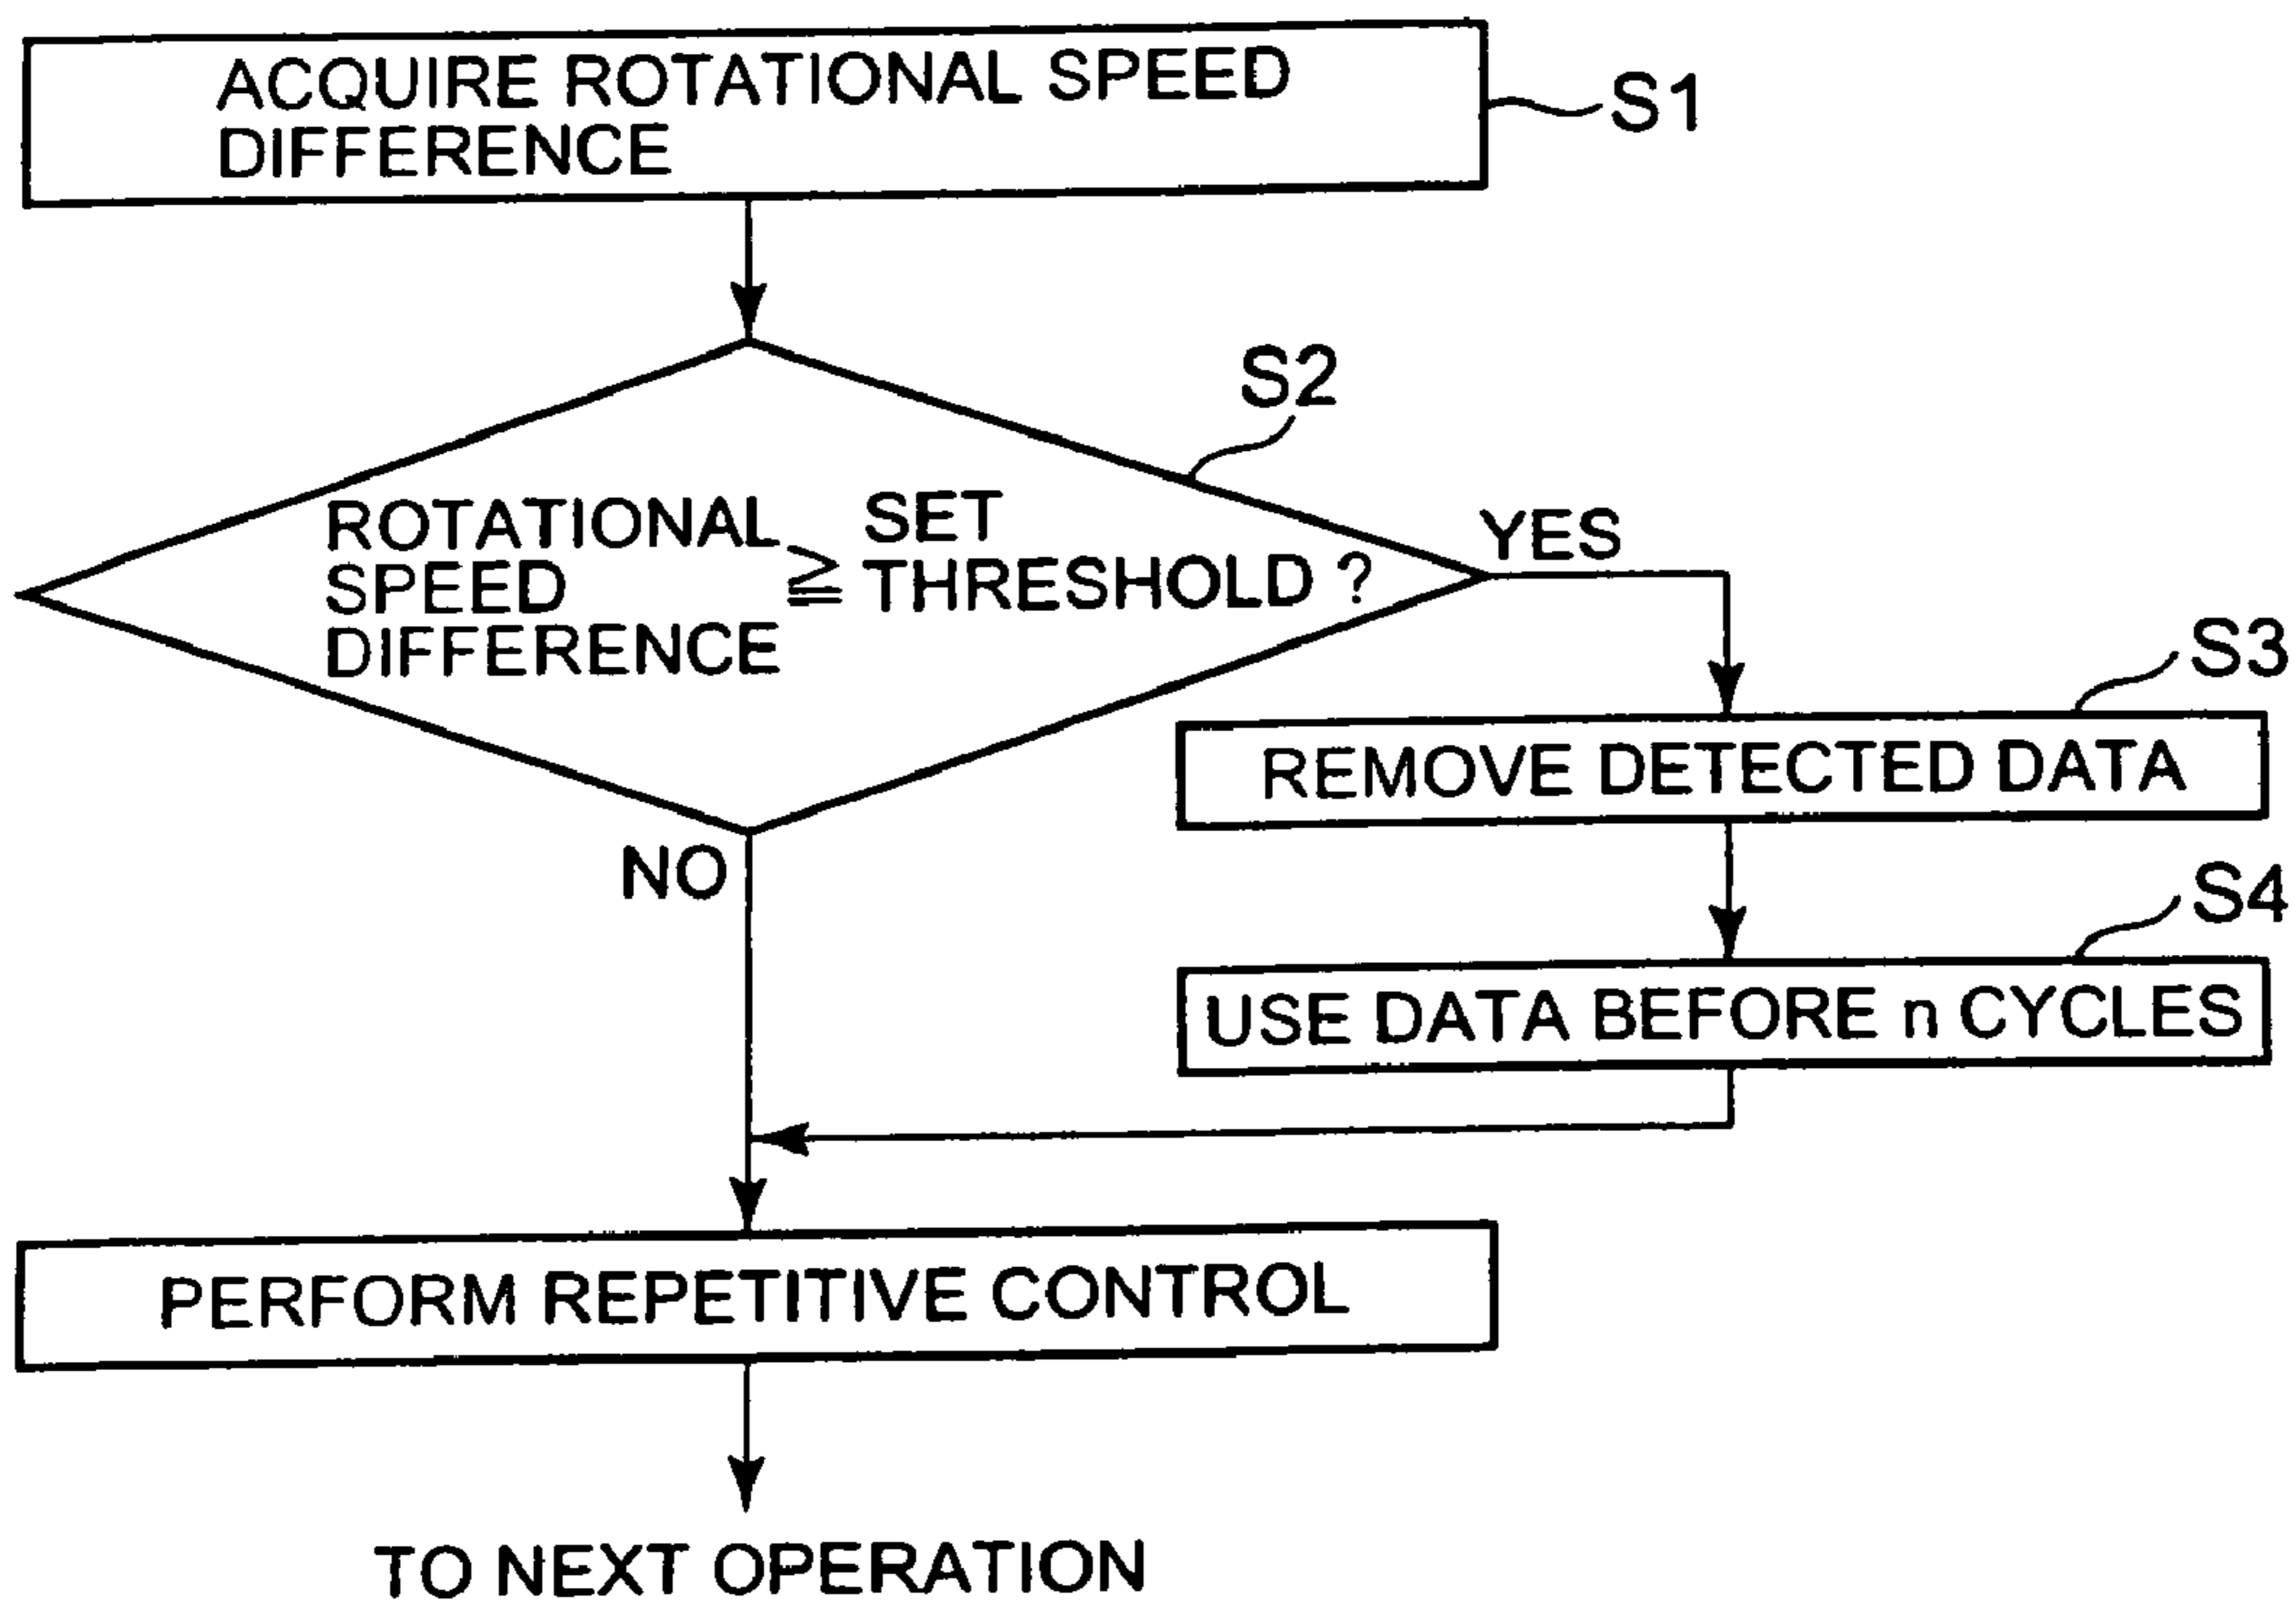 ACQUIRE ROTATIONAL SPEED
DIFFERENCE
S1
S2
ROTATIONAL
SPEED
DIFFERENCE
≧
SET
THRESHOLD ?
YES
NO
S3
REMOVE DETECTED DATA
S4
USE DATA BEFORE n CYCLES
PERFORM REPETITIVE CONTROL
TO NEXT OPERATION